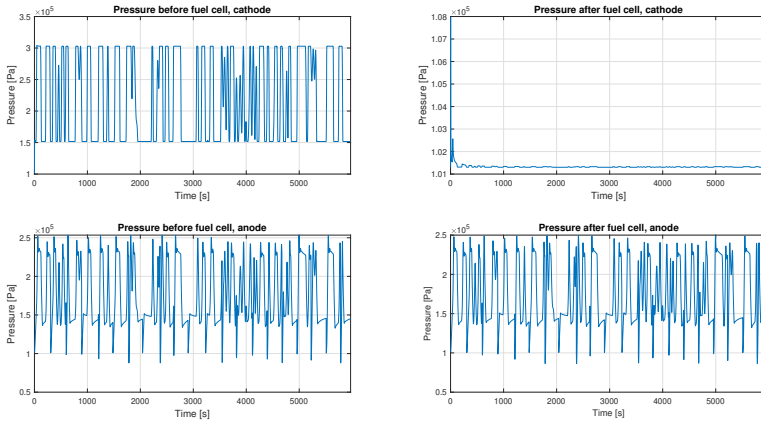 Pressure before fuel cell, cathode
×10⁵
3.5
3
2.5
2
1.5
1
Pressure [Pa]
0 1000 2000 3000 4000 5000
Time [s]
Pressure after fuel cell, cathode
×10⁵
1.08
1.07
1.06
1.05
1.04
1.03
1.02
1.01
Pressure [Pa]
0 1000 2000 3000 4000 5000
Time [s]
Pressure before fuel cell, anode
×10⁵
2.5
2
1.5
1
0.5
Pressure [Pa]
0 1000 2000 3000 4000 5000
Time [s]
Pressure after fuel cell, anode
×10⁵
2.5
2
1.5
1
0.5
Pressure [Pa]
0 1000 2000 3000 4000 5000
Time [s]